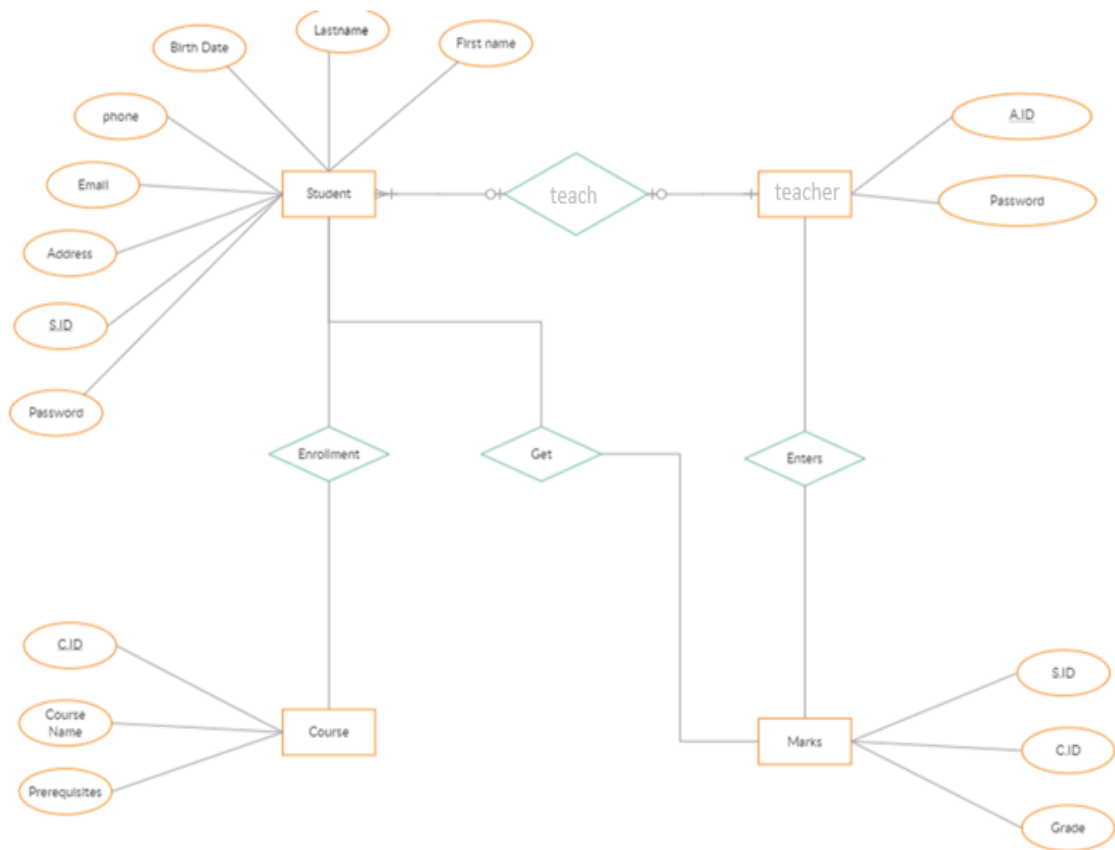 Lastname
First name
Birth Date
phone
A.ID
Email
Student
teach
teacher
Password
Address
S.ID
Password
Enrollment
Get
Enters
C.ID
S.ID
Course
Name
Course
Marks
C.ID
Prerequisites
Grade